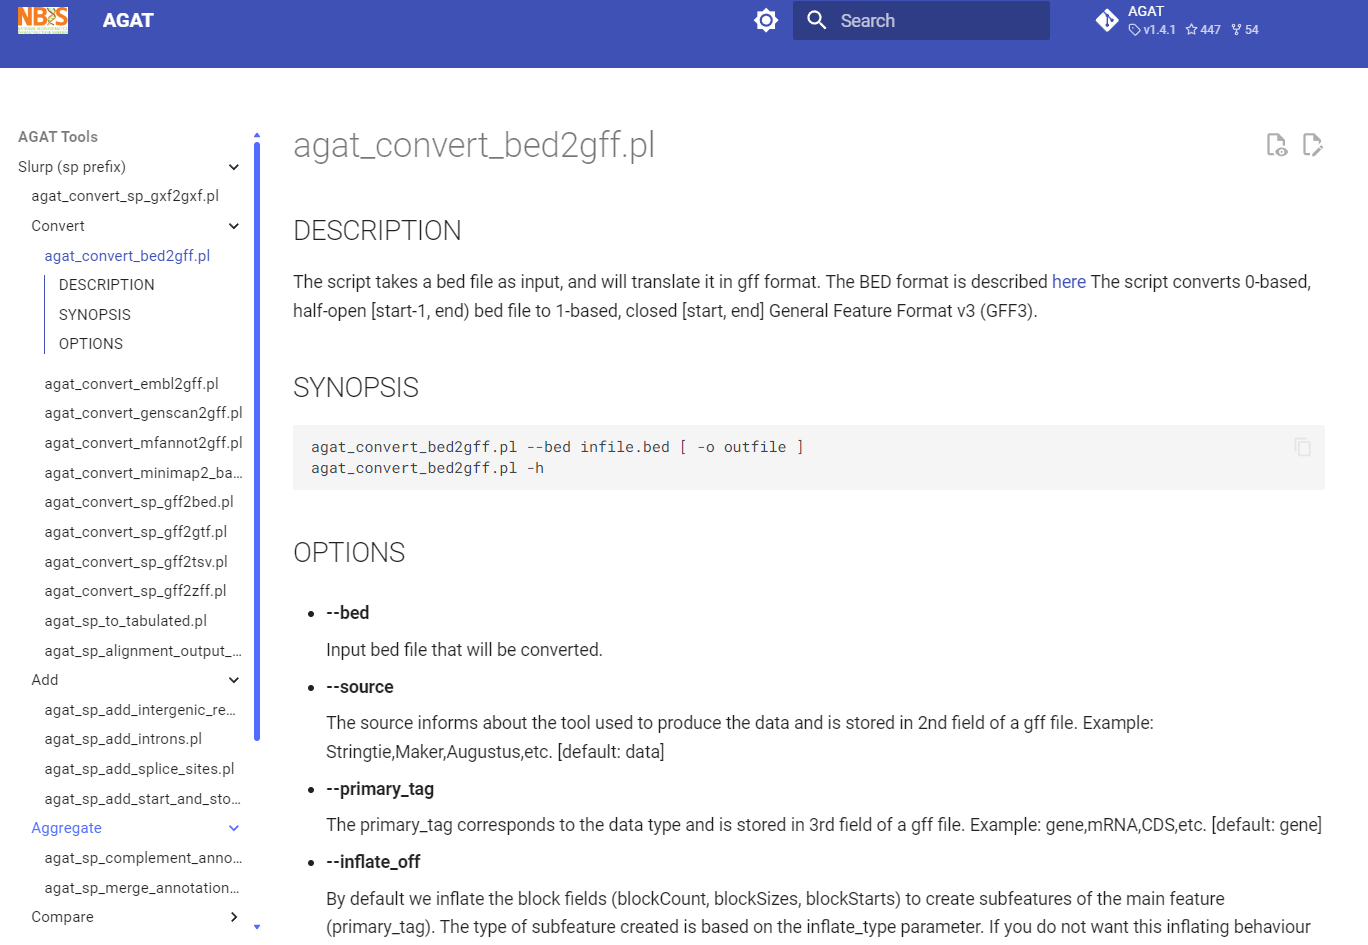 NBIS
AGAT
Search
AGAT
v1.4.1 447 54
AGAT Tools
Slurp (sp prefix)
agat_convert_sp_gxf2gxf.pl
Convert
agat_convert_bed2gff.pl
DESCRIPTION
SYNOPSIS
OPTIONS
agat_convert_embl2gff.pl
agat_convert_genscan2gff.pl
agat_convert_mfannot2gff.pl
agat_convert_minimap2_ba…
agat_convert_sp_gff2bed.pl
agat_convert_sp_gff2gtf.pl
agat_convert_sp_gff2tsv.pl
agat_convert_sp_gff2zff.pl
agat_sp_to_tabulated.pl
agat_sp_alignment_output_…
Add
agat_sp_add_intergenic_re…
agat_sp_add_introns.pl
agat_sp_add_splice_sites.pl
agat_sp_add_start_and_sto…
Aggregate
agat_sp_complement_anno…
agat_sp_merge_annotation…
Compare
agat_convert_bed2gff.pl
DESCRIPTION
The script takes a bed file as input, and will translate it in gff format. The BED format is described here The script converts 0-based,
half-open [start-1, end) bed file to 1-based, closed [start, end] General Feature Format v3 (GFF3).
SYNOPSIS
agat_convert_bed2gff.pl --bed infile.bed [ -o outfile ]
agat_convert_bed2gff.pl -h
OPTIONS
• --bed
Input bed file that will be converted.
• --source
The source informs about the tool used to produce the data and is stored in 2nd field of a gff file. Example:
Stringtie,Maker,Augustus,etc. [default: data]
• --primary_tag
The primary_tag corresponds to the data type and is stored in 3rd field of a gff file. Example: gene,mRNA,CDS,etc. [default: gene]
• --inflate_off
By default we inflate the block fields (blockCount, blockSizes, blockStarts) to create subfeatures of the main feature
(primary_tag). The type of subfeature created is based on the inflate_type parameter. If you do not want this inflating behaviour